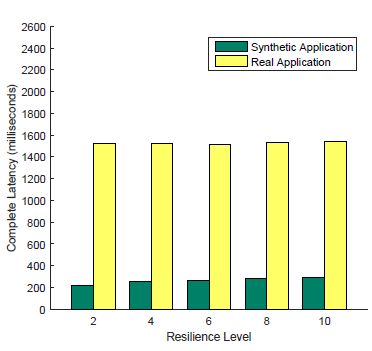 2600
2400
2200
2000
1800
1600
1400
1200
1000
800
600
400
200
0
Complete Latency (milliseconds)
Synthetic Application
Real Application
2 4 6 8 10
Resilience Level